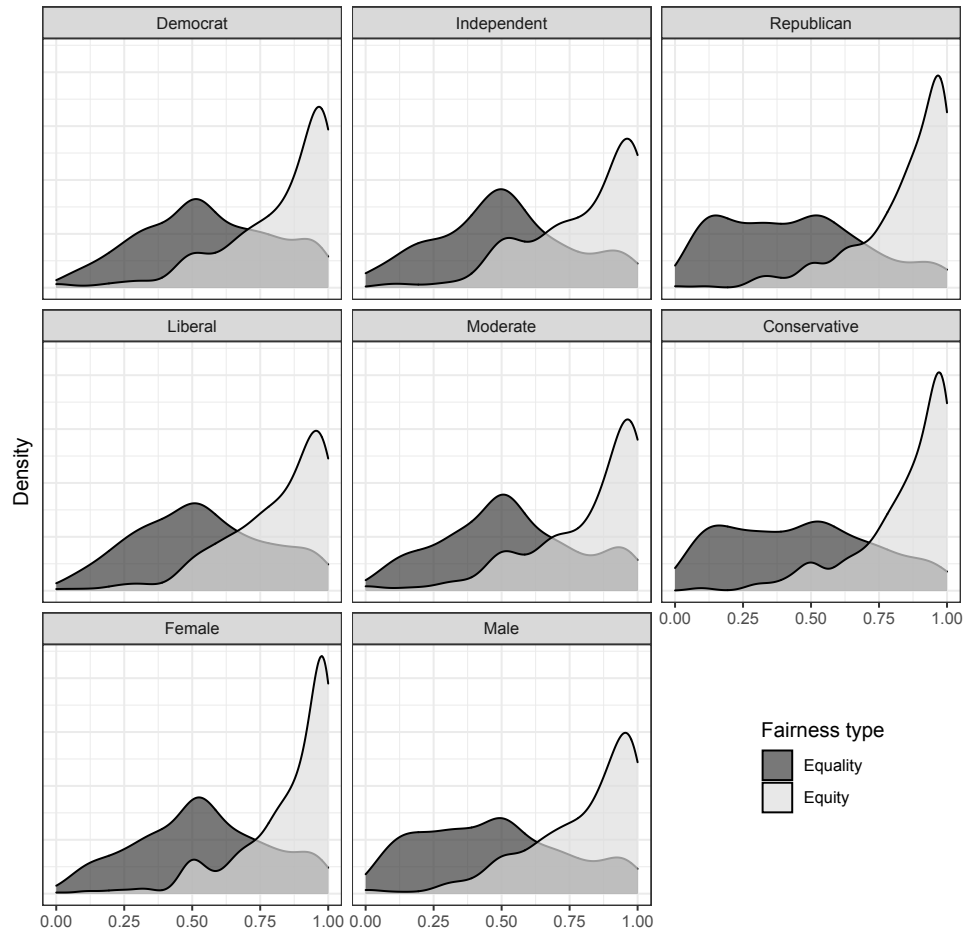 Democrat
Independent
Republican
Liberal
Moderate
Conservative
Density
0.00 0.25 0.50 0.75 1.00
Female
Male
Fairness type
Equality
Equity
0.00 0.25 0.50 0.75 1.00
0.00 0.25 0.50 0.75 1.00